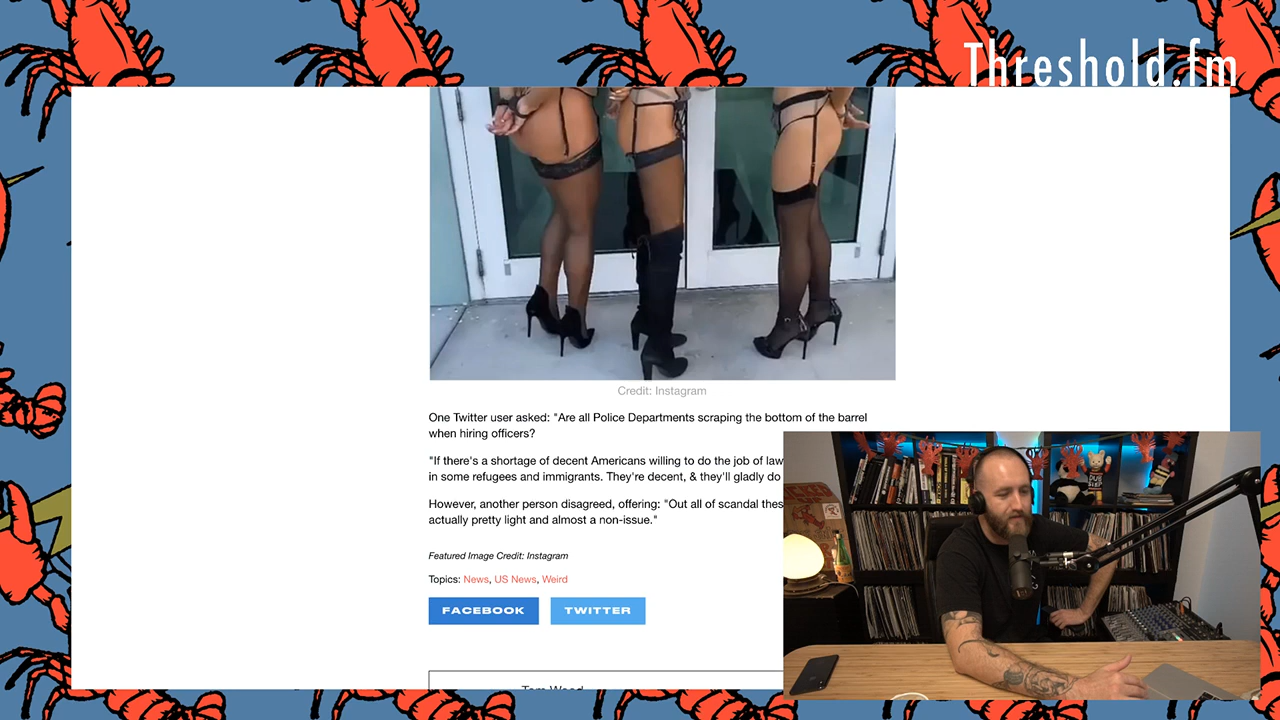 Threshold.fm
Credit: Instagram
One Twitter user asked: "Are all Police Departments scraping the bottom of the barrel
when hiring officers?
"If there's a shortage of decent Americans willing to do the job of law
in some refugees and immigrants. They're decent, & they'll gladly do
However, another person disagreed, offering: "Out all of scandal thes
actually pretty light and almost a non-issue."
Featured Image Credit: Instagram
Topics: News, US News, Weird
FACEBOOK
TWITTER